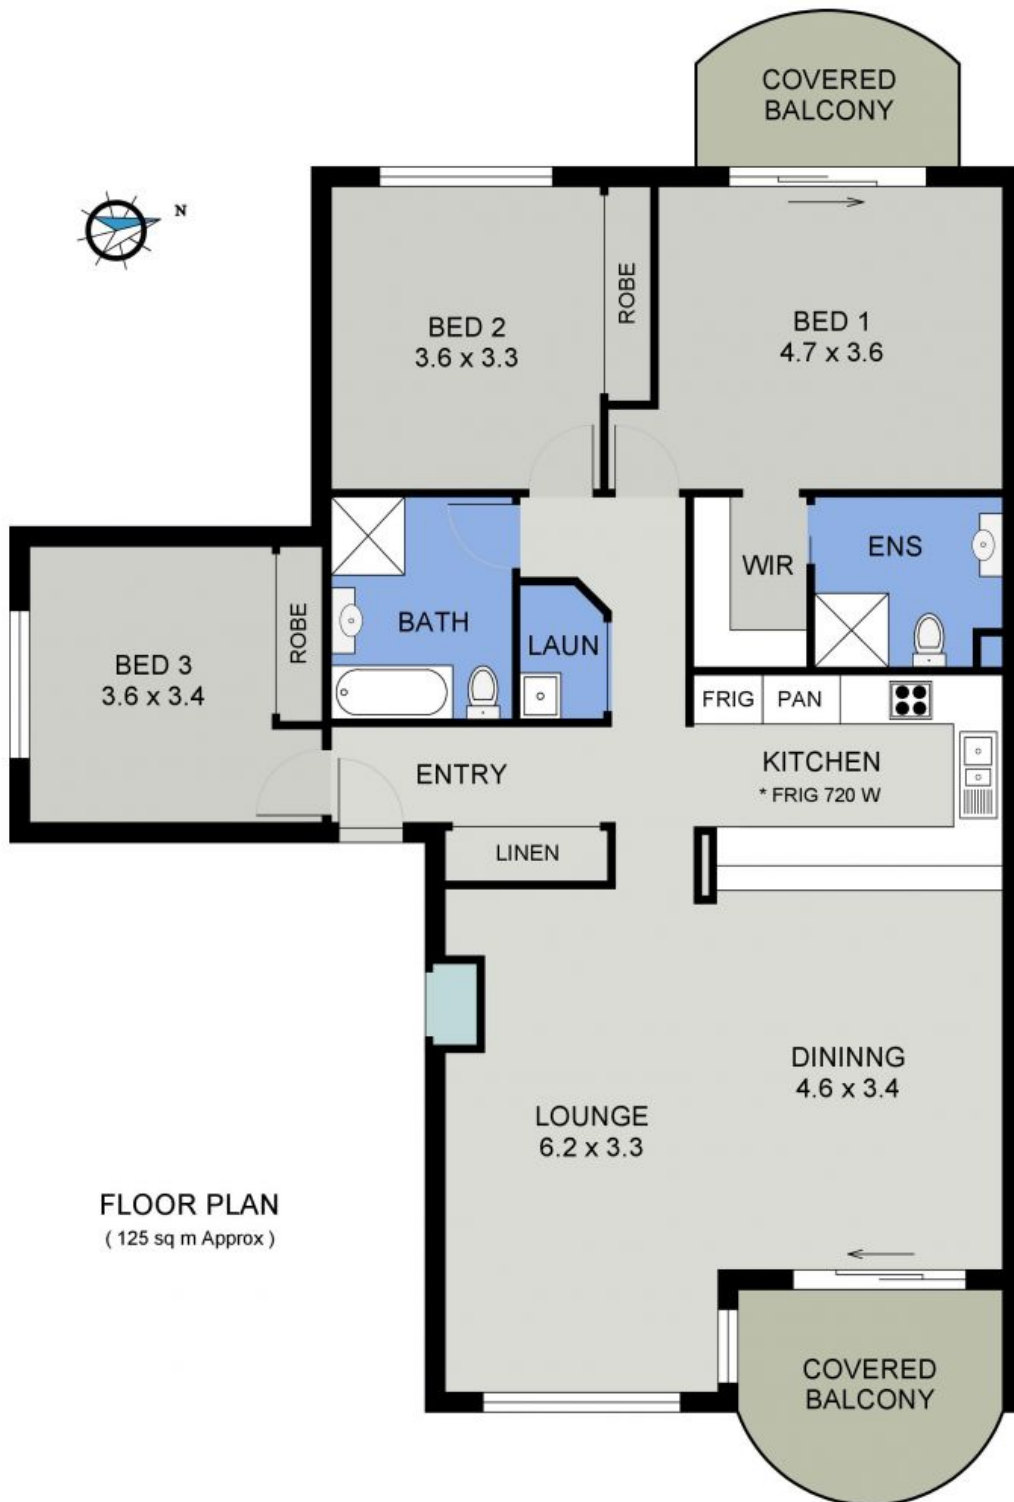 COVERED
BALCONY
N
BED 2
3.6 x 3.3
ROBE
BED 1
4.7 x 3.6
BED 3
3.6 x 3.4
ROBE
BATH
LAUN
WIR
ENS
FRIG
PAN
ENTRY
KITCHEN
* FRIG 720 W
LINEN
DININNG
4.6 x 3.4
LOUNGE
6.2 x 3.3
FLOOR PLAN
( 125 sq m Approx )
COVERED
BALCONY